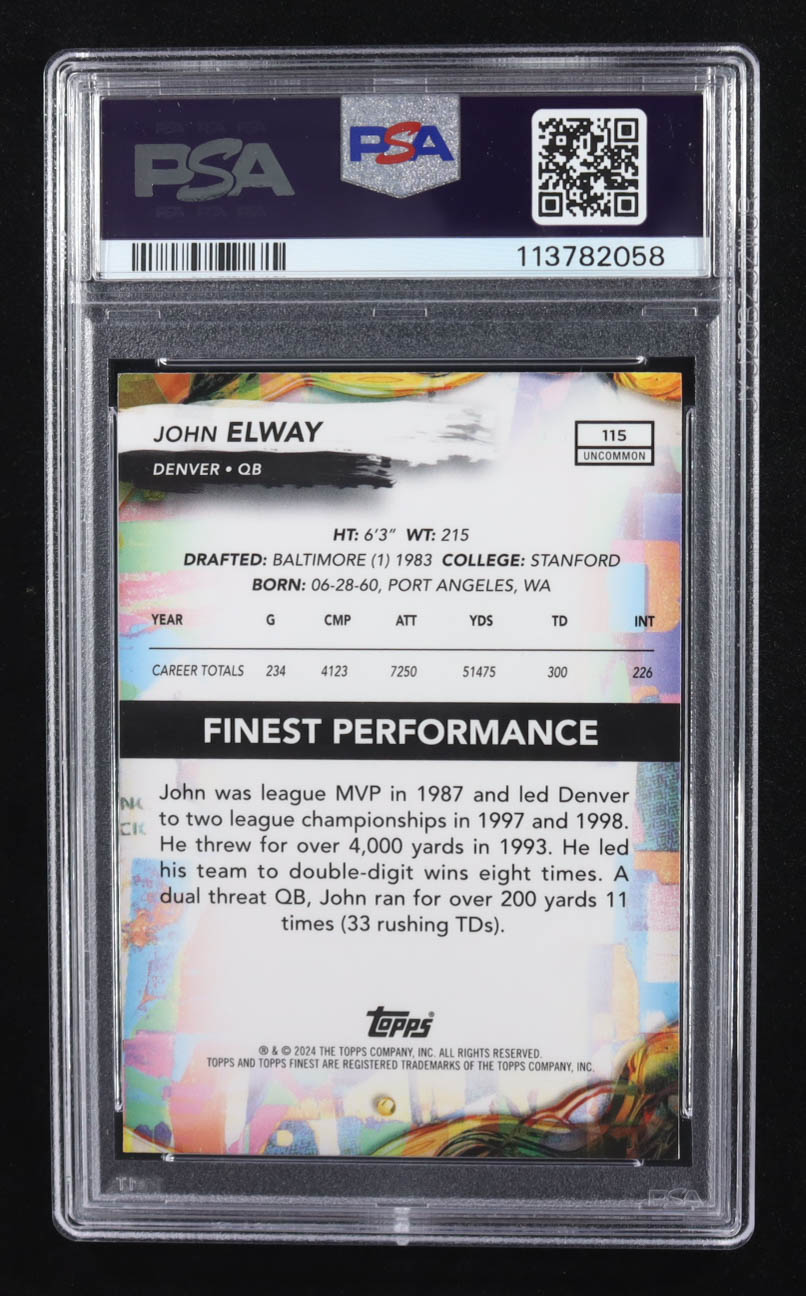 PSA
PSA
113782058
JOHN ELWAY
115
UNCOMMON
DENVER • QB
HT: 6'3" WT: 215
DRAFTED: BALTIMORE (1) 1983 COLLEGE: STANFORD
BORN: 06-28-60, PORT ANGELES, WA
YEAR G CMP ATT YDS TD INT
CAREER TOTALS 234 4123 7250 51475 300 226
FINEST PERFORMANCE
John was league MVP in 1987 and led Denver
to two league championships in 1997 and 1998.
He threw for over 4,000 yards in 1993. He led
his team to double-digit wins eight times. A
dual threat QB, John ran for over 200 yards 11
times (33 rushing TDs).
topps®
® & © 2024 THE TOPPS COMPANY, INC. ALL RIGHTS RESERVED.
TOPPS AND TOPPS FINEST ARE REGISTERED TRADEMARKS OF THE TOPPS COMPANY, INC.
PSA